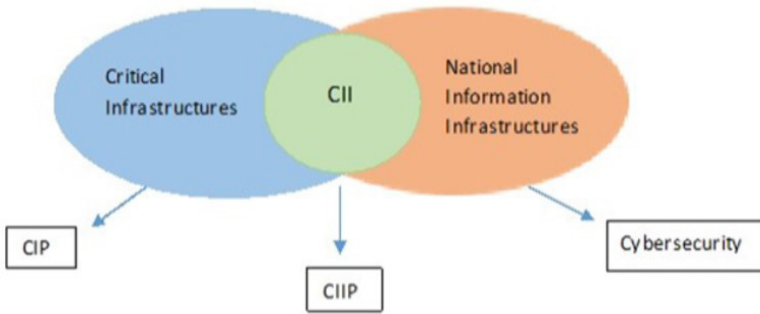 Critical
Infrastructures
CII
National
Information
Infrastructures
CIP
CIIP
Cybersecurity